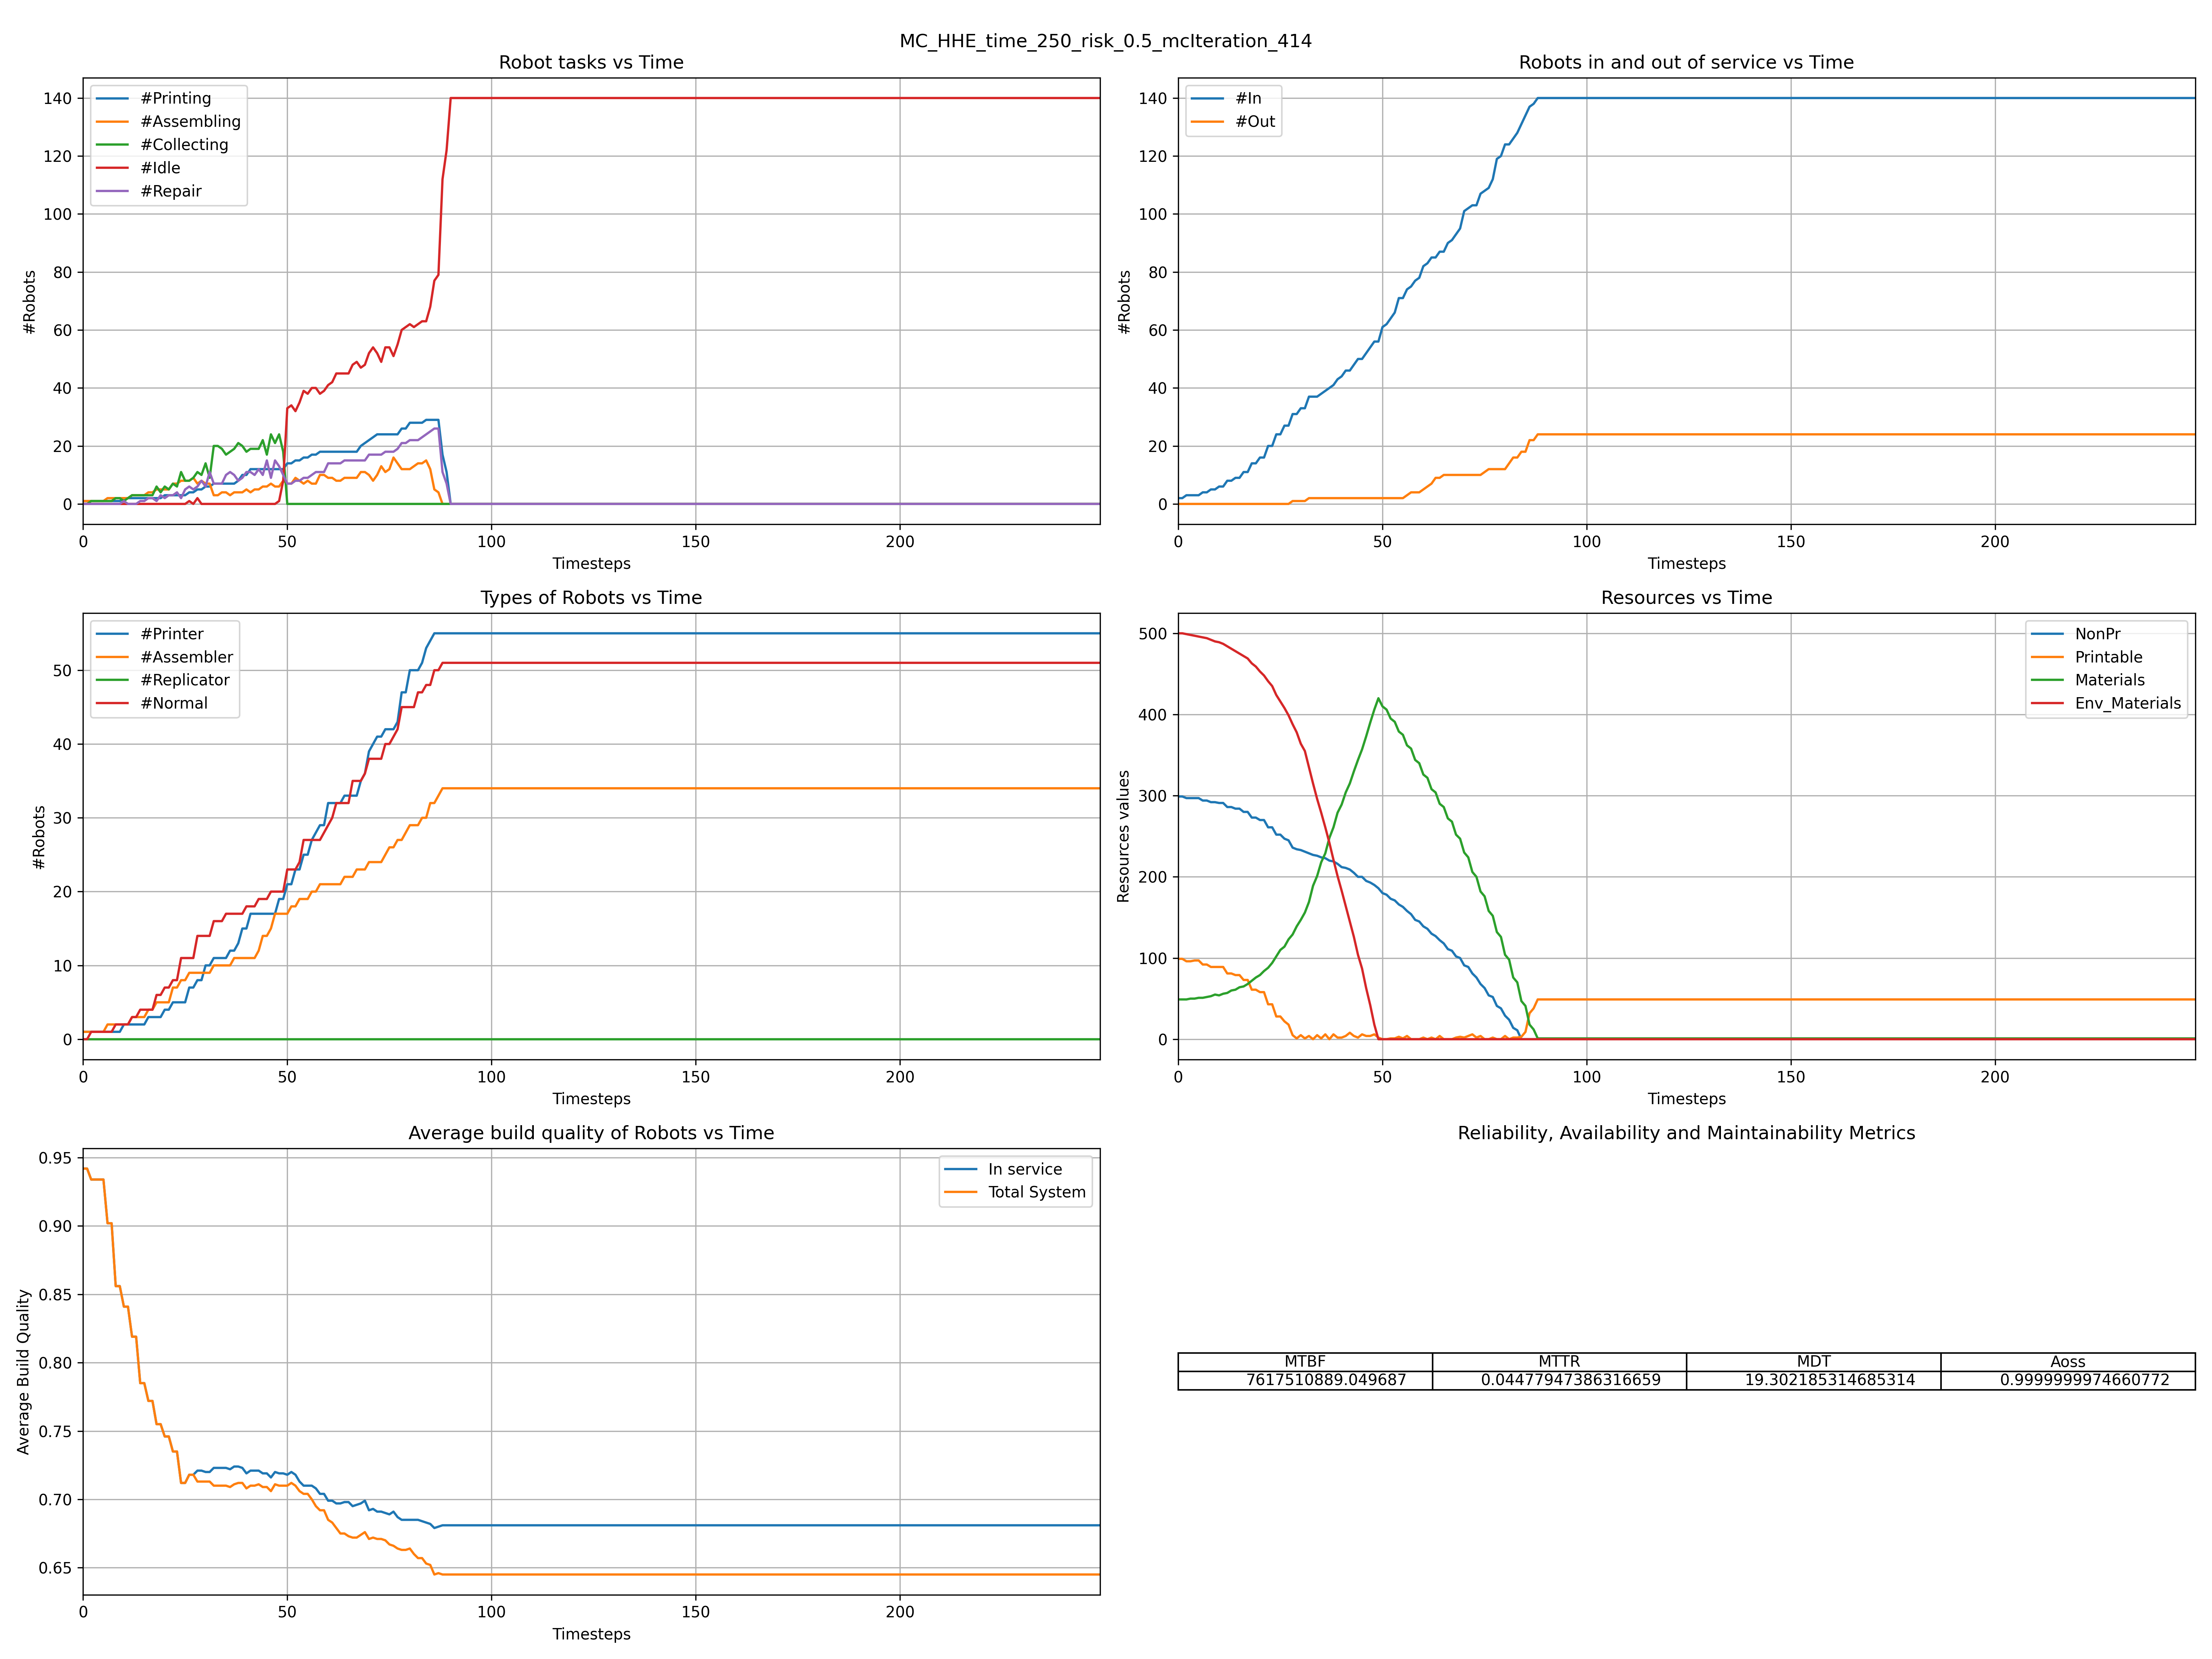 MC_HHE_time_250_risk_0.5_mcIteration_414
Robot tasks vs Time
#Printing
#Assembling
#Collecting
#Idle
#Repair
140
120
100
80
60
40
20
0
#Robots
0 50 100 150 200
Timesteps
Robots in and out of service vs Time
#In
#Out
140
120
100
80
60
40
20
0
#Robots
0 50 100 150 200
Timesteps
Types of Robots vs Time
#Printer
#Assembler
#Replicator
#Normal
50
40
30
20
10
0
#Robots
0 50 100 150 200
Timesteps
Resources vs Time
NonPr
Printable
Materials
Env_Materials
500
400
300
200
100
0
Resources values
0 50 100 150 200
Timesteps
Average build quality of Robots vs Time
In service
Total System
0.95
0.90
0.85
0.80
0.75
0.70
0.65
Average Build Quality
0 50 100 150 200
Timesteps
Reliability, Availability and Maintainability Metrics
MTBF MTTR MDT Aoss
7617510889.049687 0.04477947386316659 19.302185314685314 0.9999999974660772